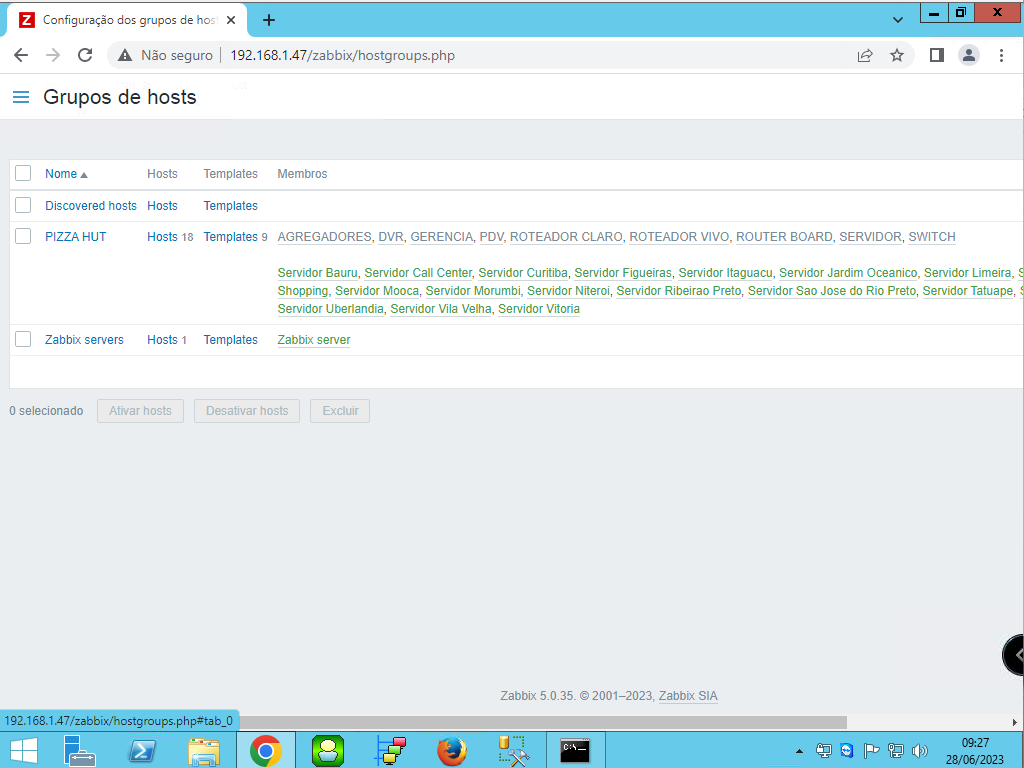 Z Configuração dos grupos de host
Não seguro 192.168.1.47/zabbix/hostgroups.php
Grupos de hosts
Nome Hosts Templates Membros
Discovered hosts Hosts Templates
PIZZA HUT Hosts 18 Templates 9 AGREGADORES, DVR, GERENCIA, PDV, ROTEADOR CLARO, ROTEADOR VIVO, ROUTER BOARD, SERVIDOR, SWITCH
Servidor Bauru, Servidor Call Center, Servidor Curitiba, Servidor Figueiras, Servidor Itaguacu, Servidor Jardim Oceanico, Servidor Limeira, S
Shopping, Servidor Mooca, Servidor Morumbi, Servidor Niteroi, Servidor Ribeirao Preto, Servidor Sao Jose do Rio Preto, Servidor Tatuape, S
Servidor Uberlandia, Servidor Vila Velha, Servidor Vitoria
Zabbix servers Hosts 1 Templates Zabbix server
0 selecionado Ativar hosts Desativar hosts Excluir
Zabbix 5.0.35. © 2001–2023, Zabbix SIA
192.168.1.47/zabbix/hostgroups.php#tab_0
C:\_
09:27
28/06/2023